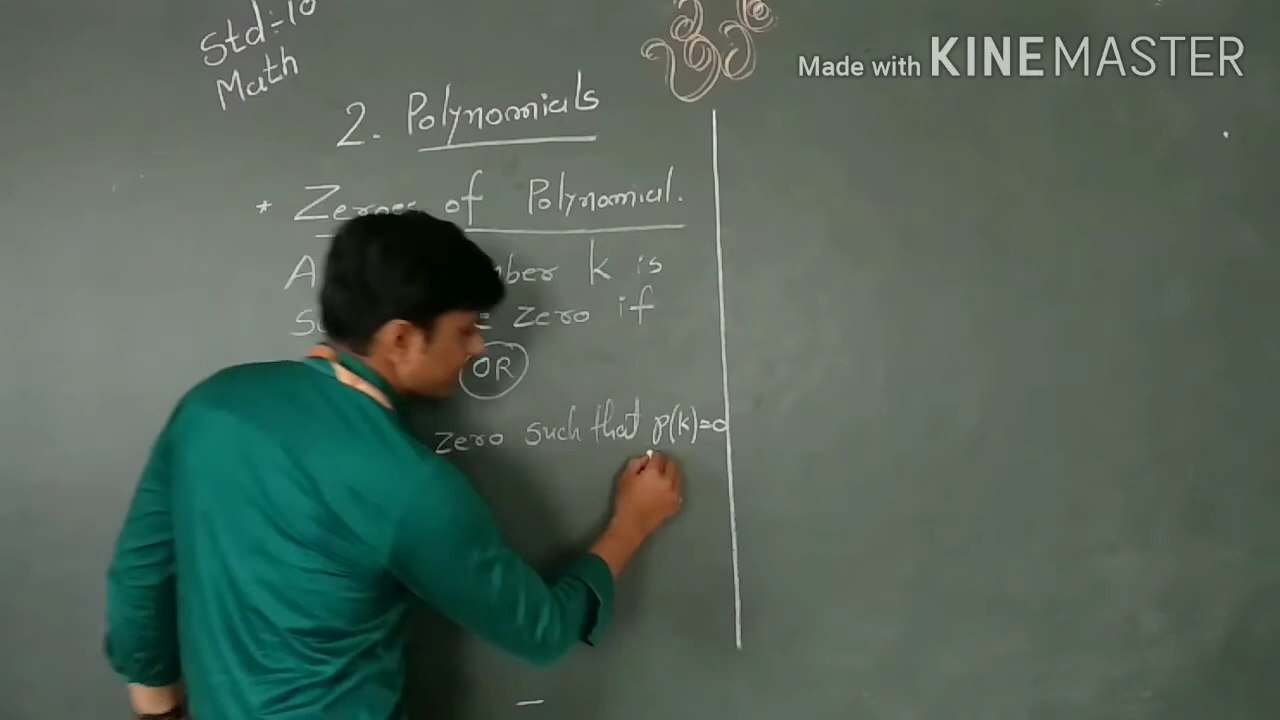 Std:-10
Math
Made with KINEMASTER
2. Polynomials
* Zeroes of Polynomial.
A k is
zero if
OR
zero such that p(k)=0